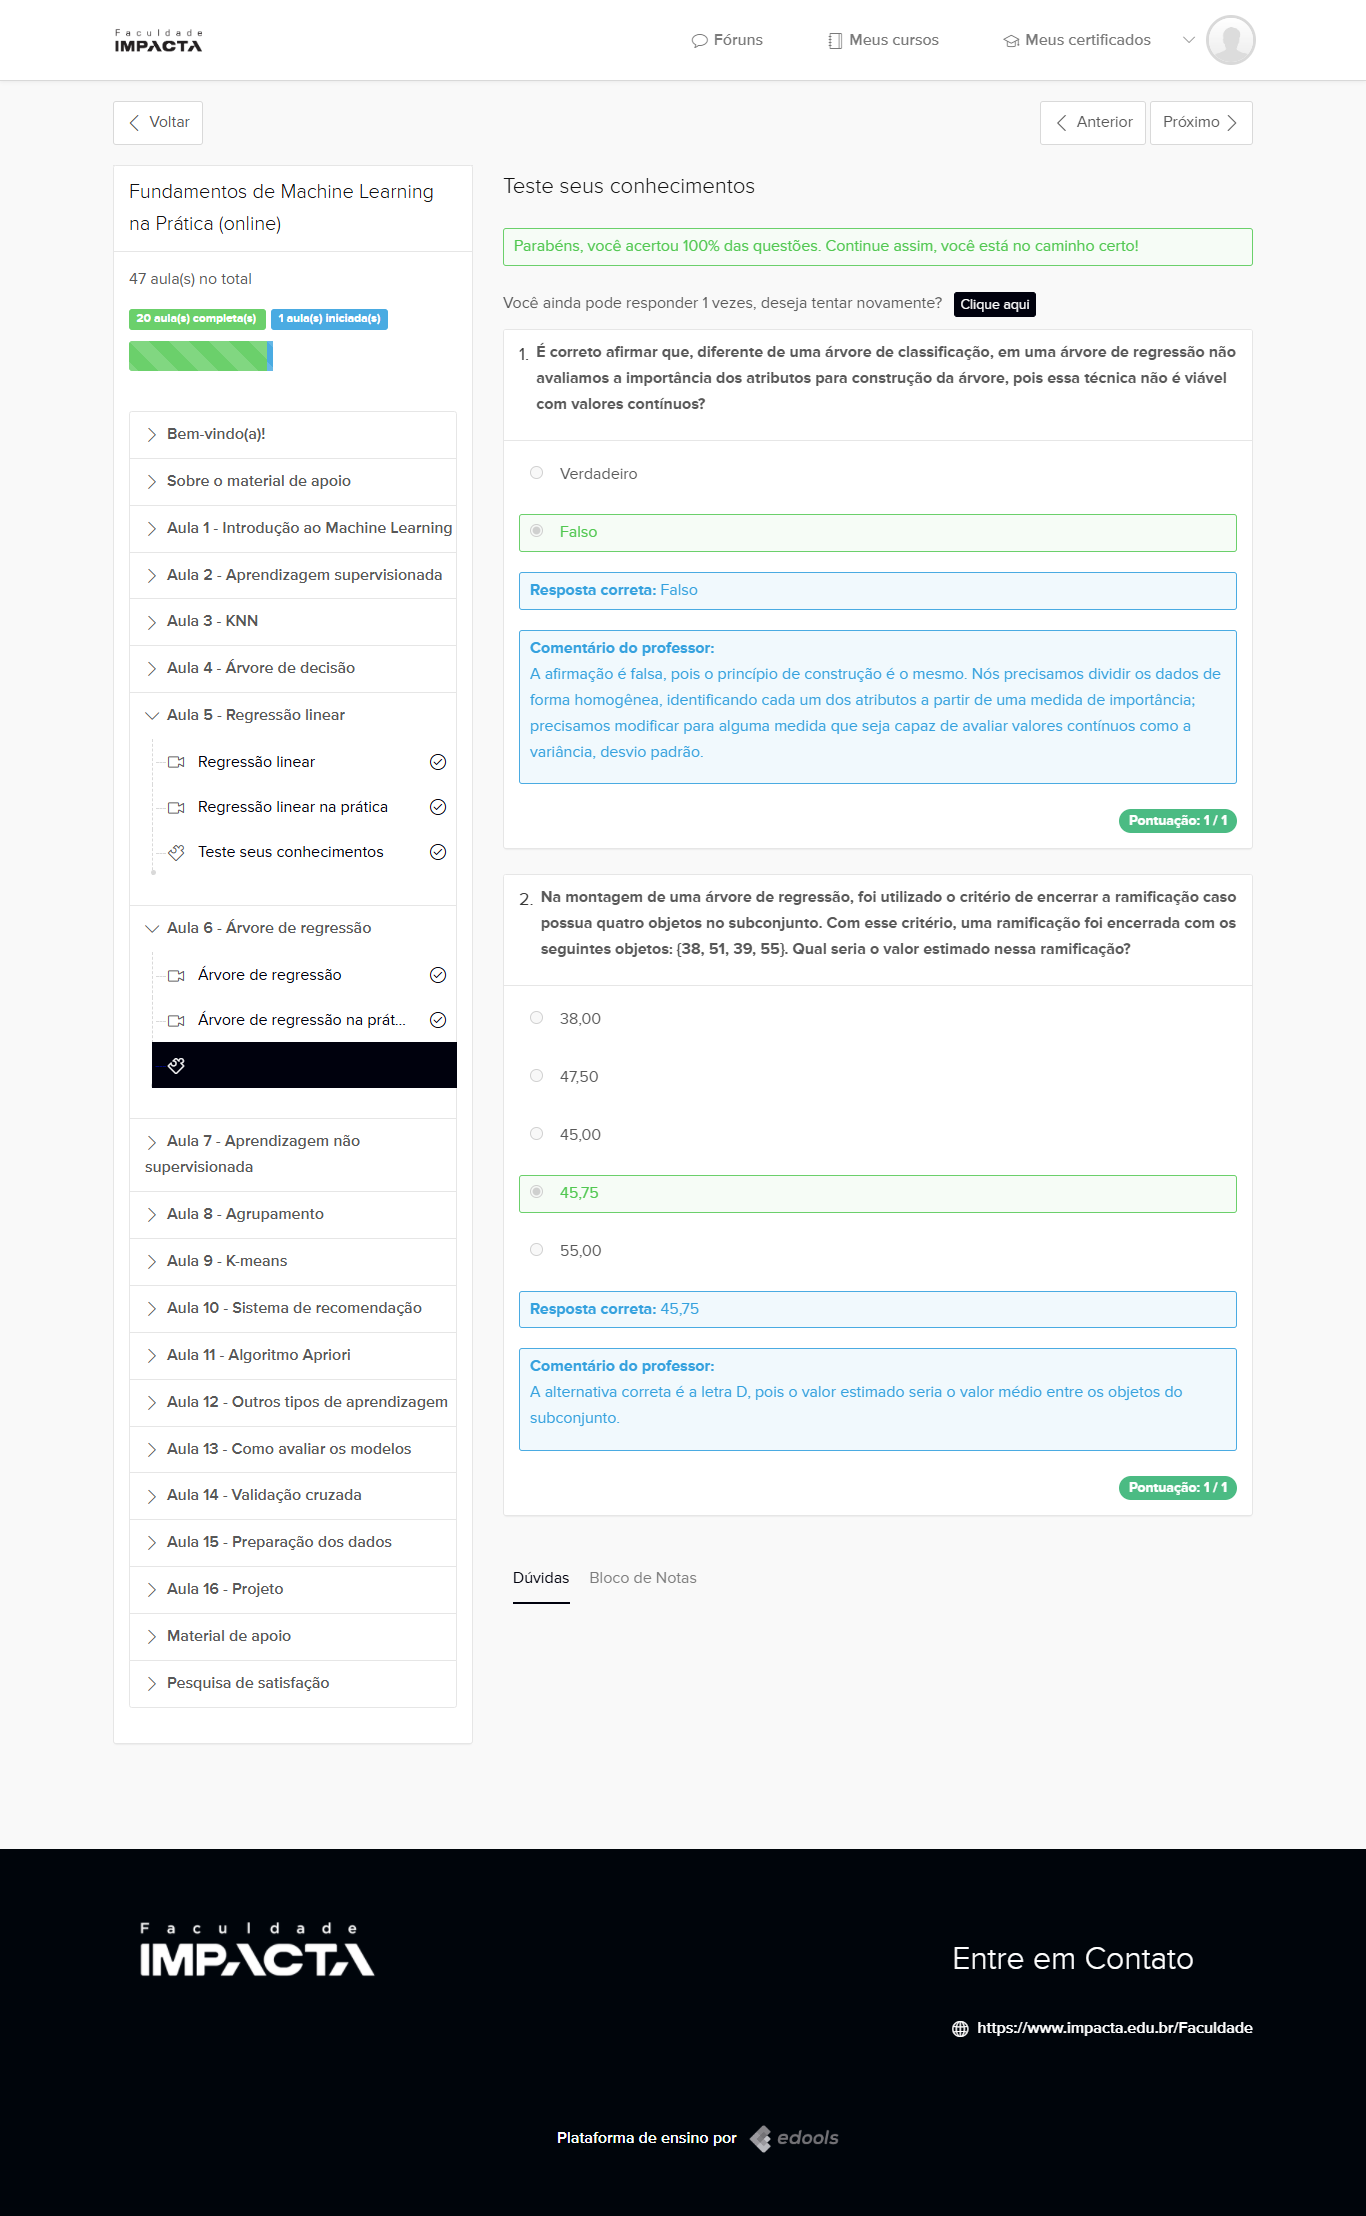 Faculdade
IMPACTA
Fóruns
Meus cursos
Meus certificados
Voltar
Anterior
Próximo
Fundamentos de Machine Learning
na Prática (online)
47 aula(s) no total
20 aula(s) completa(s)
1 aula(s) iniciada(s)
Bem-vindo(a)!
Sobre o material de apoio
Aula 1 - Introdução ao Machine Learning
Aula 2 - Aprendizagem supervisionada
Aula 3 - KNN
Aula 4 - Árvore de decisão
Aula 5 - Regressão linear
Regressão linear
Regressão linear na prática
Teste seus conhecimentos
Aula 6 - Árvore de regressão
Árvore de regressão
Árvore de regressão na prát...
Aula 7 - Aprendizagem não
supervisionada
Aula 8 - Agrupamento
Aula 9 - K-means
Aula 10 - Sistema de recomendação
Aula 11 - Algoritmo Apriori
Aula 12 - Outros tipos de aprendizagem
Aula 13 - Como avaliar os modelos
Aula 14 - Validação cruzada
Aula 15 - Preparação dos dados
Aula 16 - Projeto
Material de apoio
Pesquisa de satisfação
Teste seus conhecimentos
Parabéns, você acertou 100% das questões. Continue assim, você está no caminho certo!
Você ainda pode responder 1 vezes, deseja tentar novamente? Clique aqui
1. É correto afirmar que, diferente de uma árvore de classificação, em uma árvore de regressão não
avaliamos a importância dos atributos para construção da árvore, pois essa técnica não é viável
com valores contínuos?
Verdadeiro
Falso
Resposta correta: Falso
Comentário do professor:
A afirmação é falsa, pois o princípio de construção é o mesmo. Nós precisamos dividir os dados de
forma homogênea, identificando cada um dos atributos a partir de uma medida de importância;
precisamos modificar para alguma medida que seja capaz de avaliar valores contínuos como a
variância, desvio padrão.
Pontuação: 1 / 1
2. Na montagem de uma árvore de regressão, foi utilizado o critério de encerrar a ramificação caso
possua quatro objetos no subconjunto. Com esse critério, uma ramificação foi encerrada com os
seguintes objetos: {38, 51, 39, 55}. Qual seria o valor estimado nessa ramificação?
38,00
47,50
45,00
45,75
55,00
Resposta correta: 45,75
Comentário do professor:
A alternativa correta é a letra D, pois o valor estimado seria o valor médio entre os objetos do
subconjunto.
Pontuação: 1 / 1
Dúvidas
Bloco de Notas
Faculdade
IMPACTA
Entre em Contato
https://www.impacta.edu.br/Faculdade
Plataforma de ensino por edools